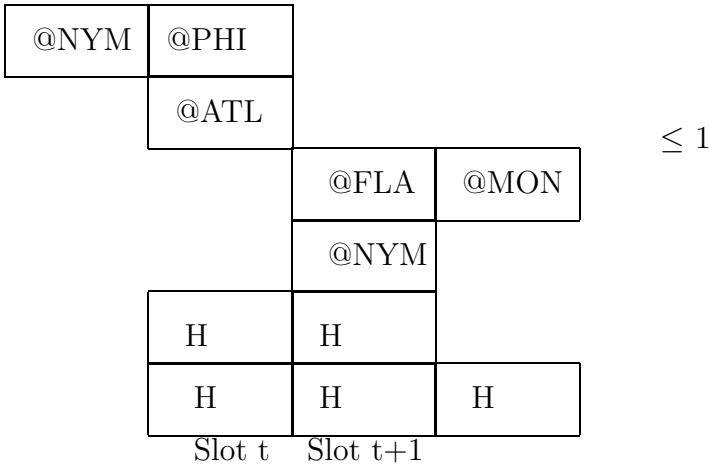 @NYM @PHI
@ATL
≤ 1
@FLA @MON
@NYM
H H
H H H
Slot t Slot t+1